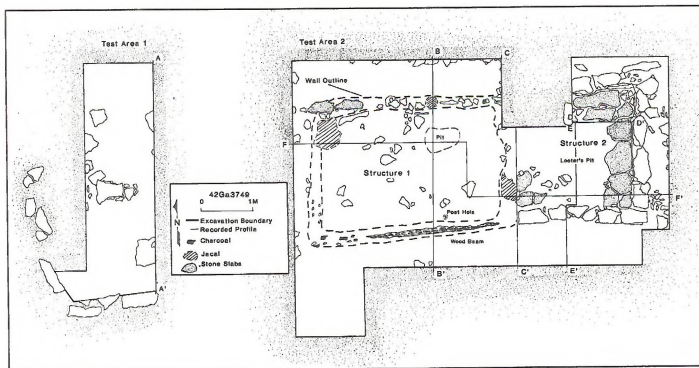 Test Area 1
A
A'
Test Area 2
B
C
Wall Outline
F
Pit
Structure 1
Post Hole
Wood Beam
B'
C'
E
E'
D
D'
Structure 2
Looter's Pit
F'
42Ga3749
0 1M
N
Excavation Boundary
Recorded Profile
Charcoal
Jacal
Stone Slabs